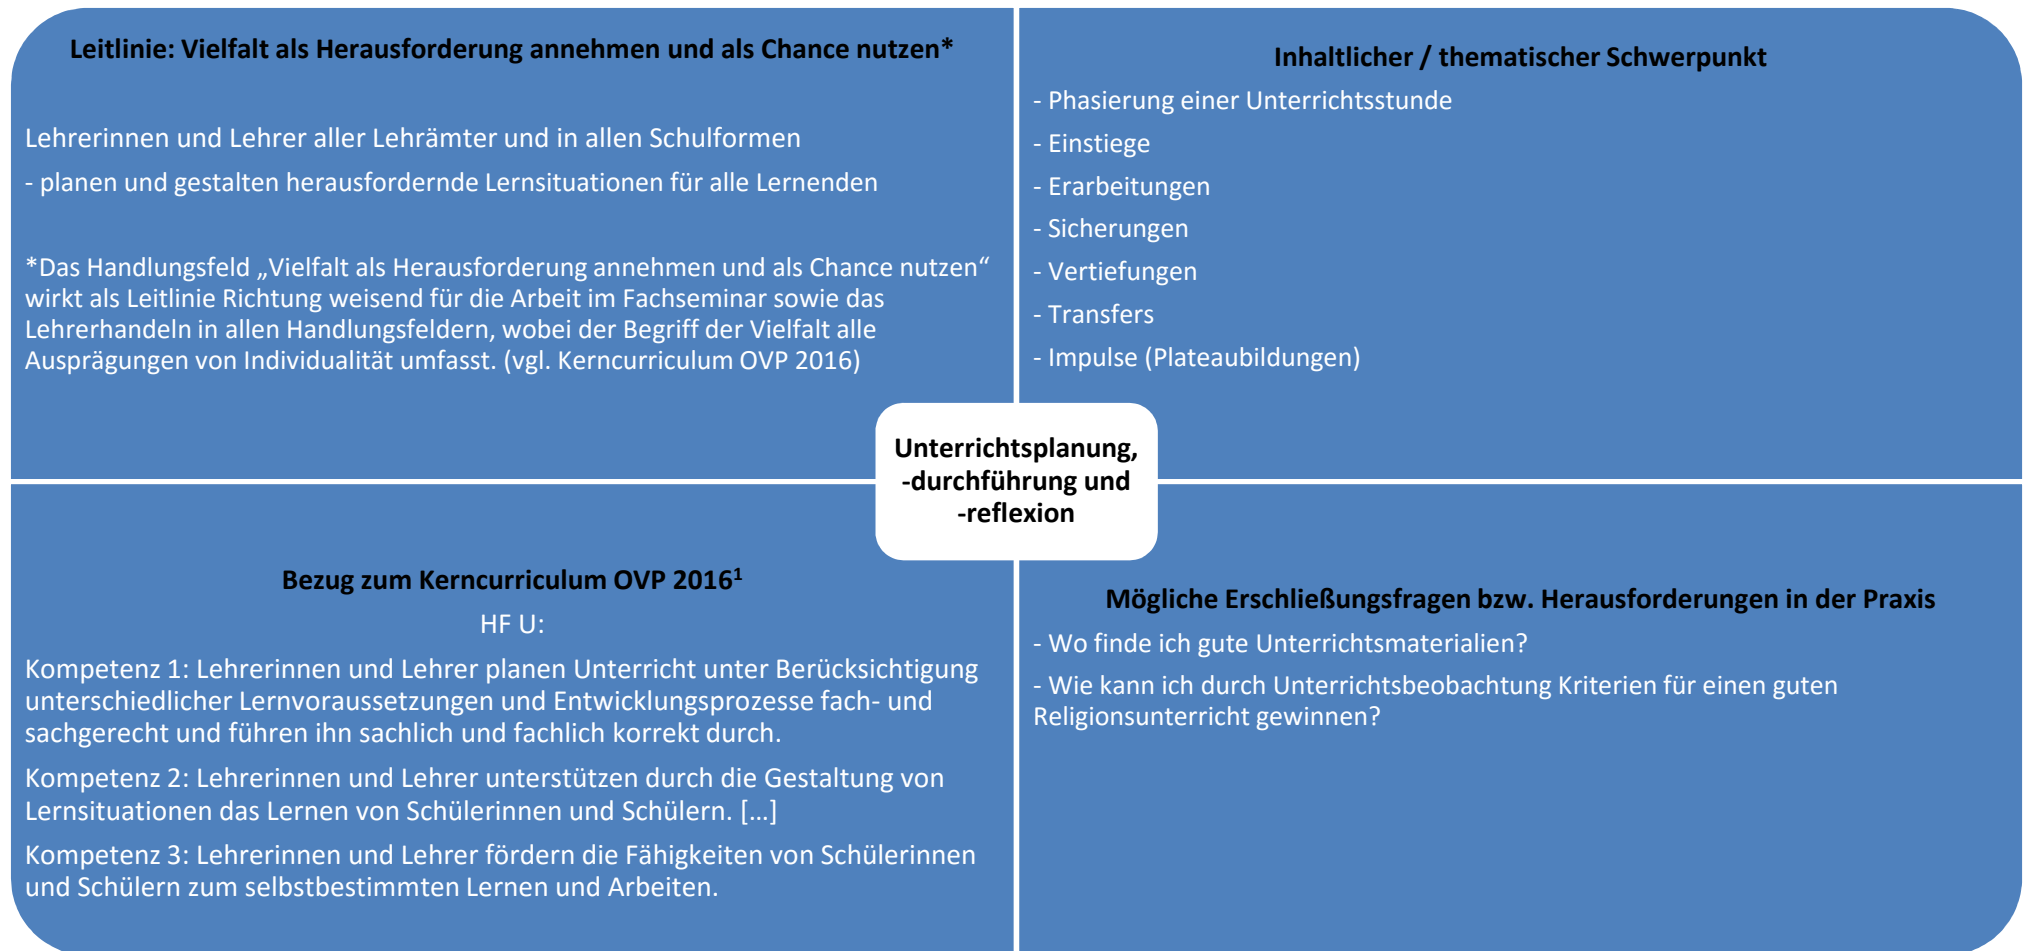 Leitlinie: Vielfalt als Herausforderung annehmen und als Chance nutzen*
Lehrerinnen und Lehrer aller Lehrämter und in allen Schulformen
- planen und gestalten herausfordernde Lernsituationen für alle Lernenden
*Das Handlungsfeld „Vielfalt als Herausforderung annehmen und als Chance nutzen“
wirkt als Leitlinie Richtung weisend für die Arbeit im Fachseminar sowie das
Lehrerhandeln in allen Handlungsfeldern, wobei der Begriff der Vielfalt alle
Ausprägungen von Individualität umfasst. (vgl. Kerncurriculum OVP 2016)
Inhaltlicher / thematischer Schwerpunkt
- Phasierung einer Unterrichtsstunde
- Einstiege
- Erarbeitungen
- Sicherungen
- Vertiefungen
- Transfers
- Impulse (Plateaubildungen)
Unterrichtsplanung,
-durchführung und
-reflexion
Bezug zum Kerncurriculum OVP 2016¹
HF U:
Kompetenz 1: Lehrerinnen und Lehrer planen Unterricht unter Berücksichtigung
unterschiedlicher Lernvoraussetzungen und Entwicklungsprozesse fach- und
sachgerecht und führen ihn sachlich und fachlich korrekt durch.
Kompetenz 2: Lehrerinnen und Lehrer unterstützen durch die Gestaltung von
Lernsituationen das Lernen von Schülerinnen und Schülern. […]
Kompetenz 3: Lehrerinnen und Lehrer fördern die Fähigkeiten von Schülerinnen
und Schülern zum selbstbestimmten Lernen und Arbeiten.
Mögliche Erschließungsfragen bzw. Herausforderungen in der Praxis
- Wo finde ich gute Unterrichtsmaterialien?
- Wie kann ich durch Unterrichtsbeobachtung Kriterien für einen guten
Religionsunterricht gewinnen?